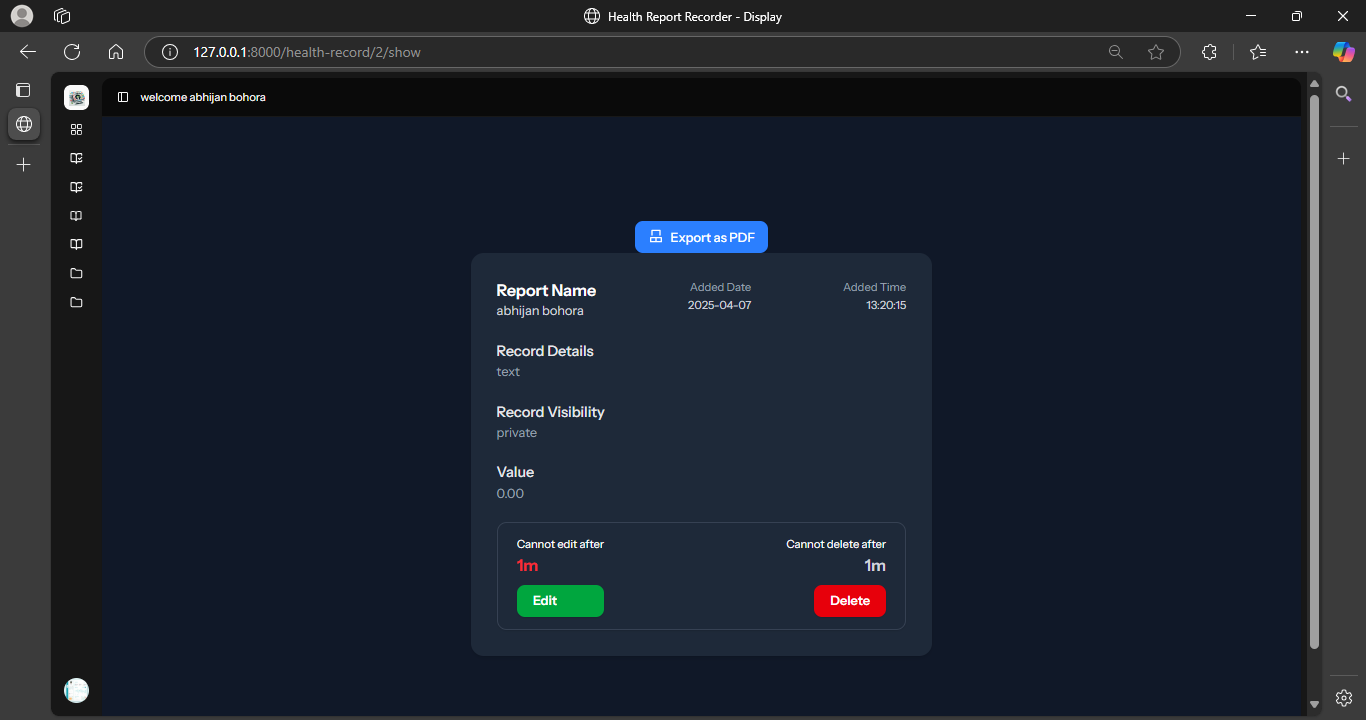 Health Report Recorder - Display
127.0.0.1:8000/health-record/2/show
welcome abhijan bohora
Export as PDF
Report Name
abhijan bohora
Added Date
2025-04-07
Added Time
13:20:15
Record Details
text
Record Visibility
private
Value
0.00
Cannot edit after
1m
Edit
Cannot delete after
1m
Delete